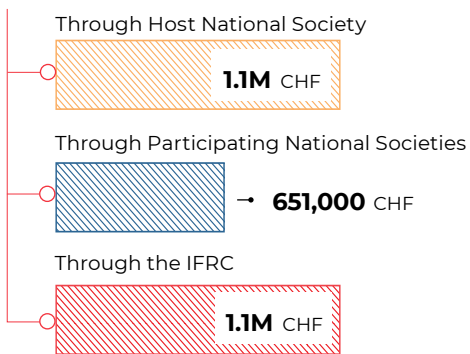 Through Host National Society
1.1M CHF
Through Participating National Societies
651,000 CHF
Through the IFRC
1.1M CHF